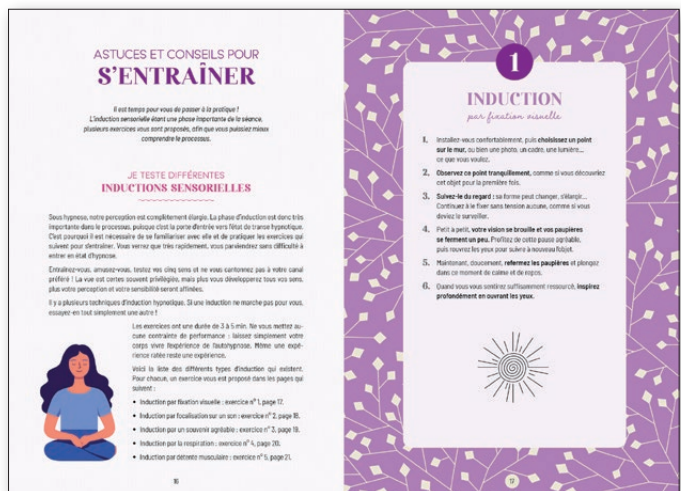 ASTUCES ET CONSEILS POUR
S'ENTRAÎNER
Il est temps pour vous de passer à la pratique !
L'induction sensorielle étant une phase importante de la séance,
plusieurs exercices vous sont proposés, afin que vous puissiez mieux
comprendre le processus.
JE TESTE DIFFÉRENTES
INDUCTIONS SENSORIELLES
Sous hypnose, notre perception est complètement élargie. La phase d'induction est donc très
importante dans le processus, puisque c'est la porte d'entrée vers l'état de transe hypnotique.
C'est pourquoi il est nécessaire de se familiariser avec elle et de pratiquer les exercices qui
suivent pour s'entraîner. Vous verrez que très rapidement, vous parviendrez sans difficulté à
entrer en état d'hypnose.
Entraînez-vous, amusez-vous, testez vos cinq sens et ne vous cantonnez pas à votre canal
préféré ! La vue est certes souvent privilégiée, mais plus vous développerez tous vos sens,
plus votre perception et votre sensibilité seront affinées.
Il y a plusieurs techniques d'induction hypnotique. Si une induction ne marche pas pour vous,
essayez-en tout simplement une autre !
Les exercices ont une durée de 3 à 5 min. Ne vous mettez au-
cune contrainte de performance : laissez simplement votre
corps vivre l'expérience de l'autohypnose. Même une expé-
rience ratée reste une expérience.
Voici la liste des différents types d'induction qui existent.
Pour chacun, un exercice vous est proposé dans les pages qui
suivent :
• Induction par fixation visuelle : exercice n° 1, page 17.
• Induction par focalisation sur un son : exercice n° 2, page 18.
• Induction par un souvenir agréable : exercice n° 3, page 19.
• Induction par la respiration : exercice n° 4, page 20.
• Induction par détente musculaire : exercice n° 5, page 21.
16
1
INDUCTION
par fixation visuelle
1. Installez-vous confortablement, puis choisissez un point
sur le mur, ou bien une photo, un cadre, une lumière...
ce que vous voulez.
2. Observez ce point tranquillement, comme si vous découvriez
cet objet pour la première fois.
3. Suivez-le du regard : sa forme peut changer, s'élargir...
Continuez à le fixer sans tension aucune, comme si vous
deviez le surveiller.
4. Petit à petit, votre vision se brouille et vos paupières
se ferment un peu. Profitez de cette pause agréable,
puis rouvrez les yeux pour suivre à nouveau l'objet.
5. Maintenant, doucement, refermez les paupières et plongez
dans ce moment de calme et de repos.
6. Quand vous vous sentirez suffisamment ressourcé, inspirez
profondément en ouvrant les yeux.
17